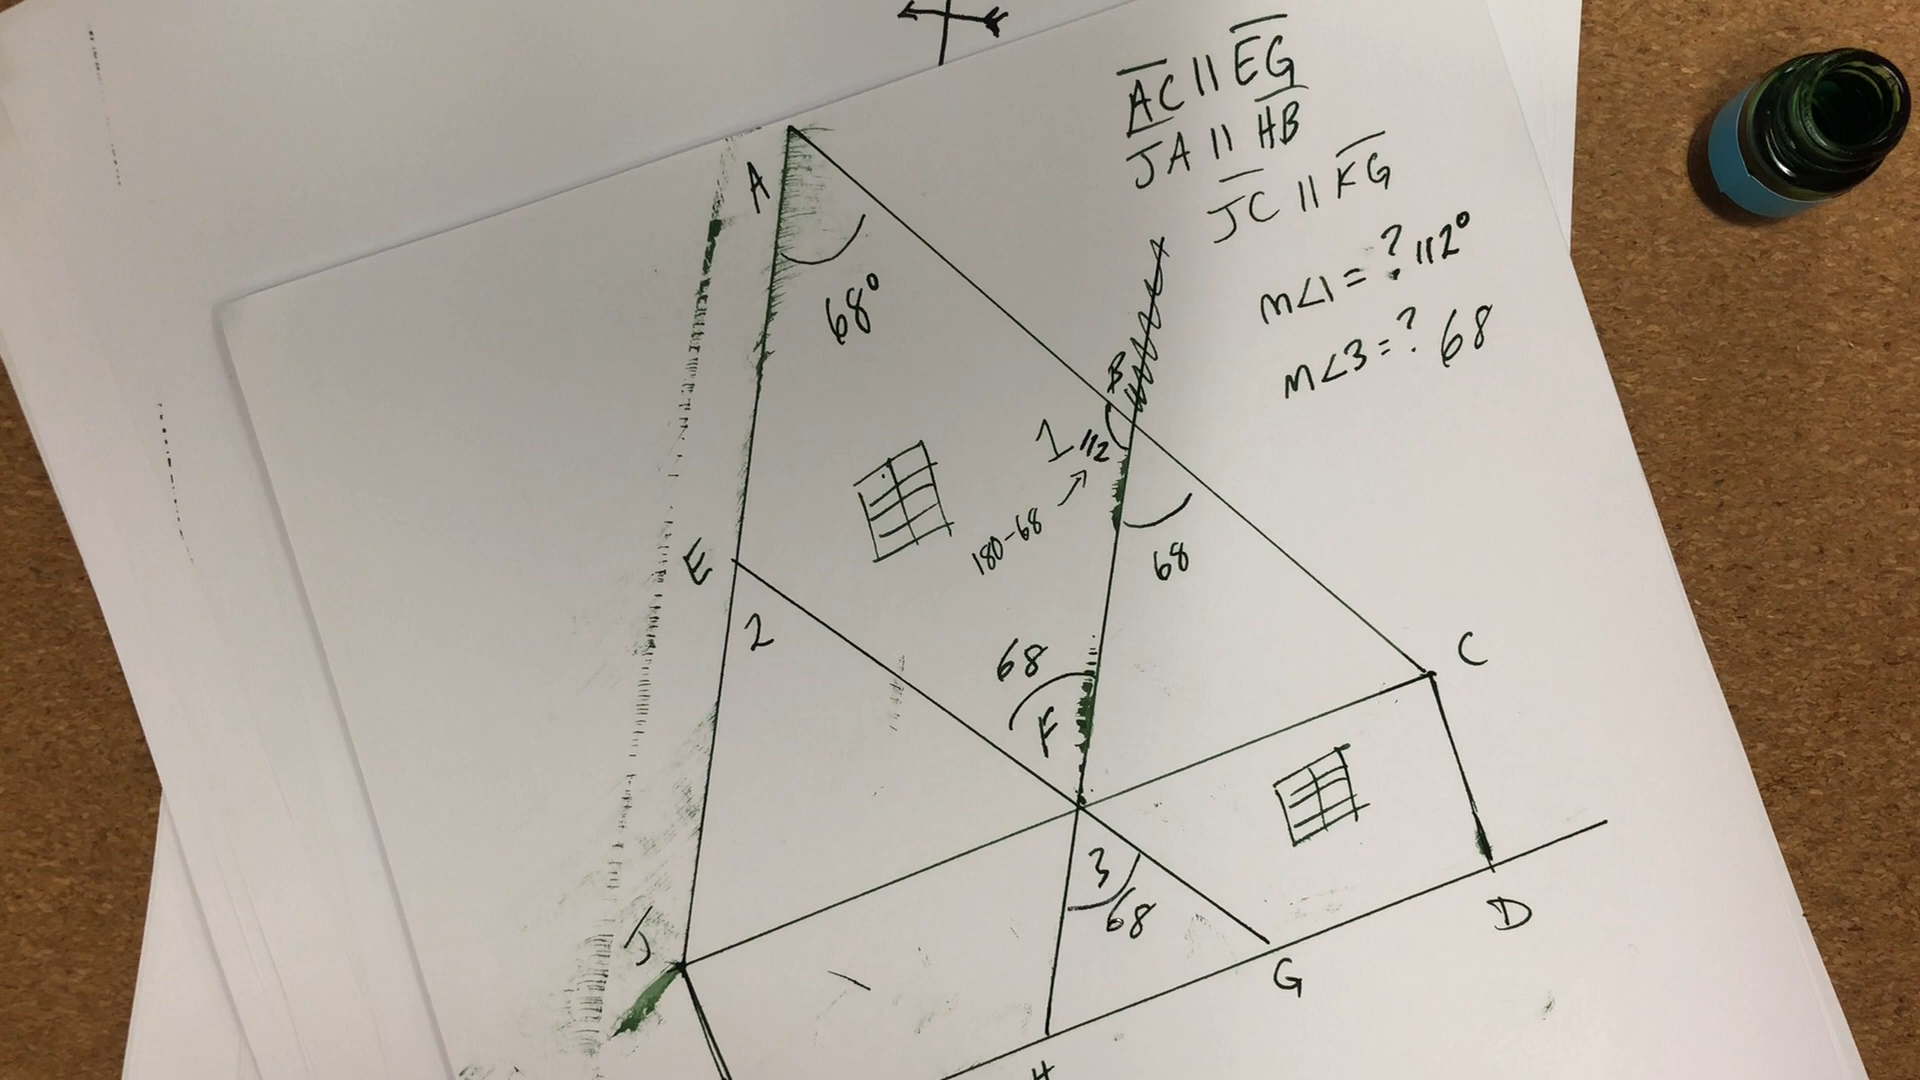 AC || EG
JA || HB
JC || KG
m∠1 = ? 112°
m∠3 = ? 68
A
68°
B
1 112
180-68
68
E
2
68
F
C
3
68
J
D
G
H